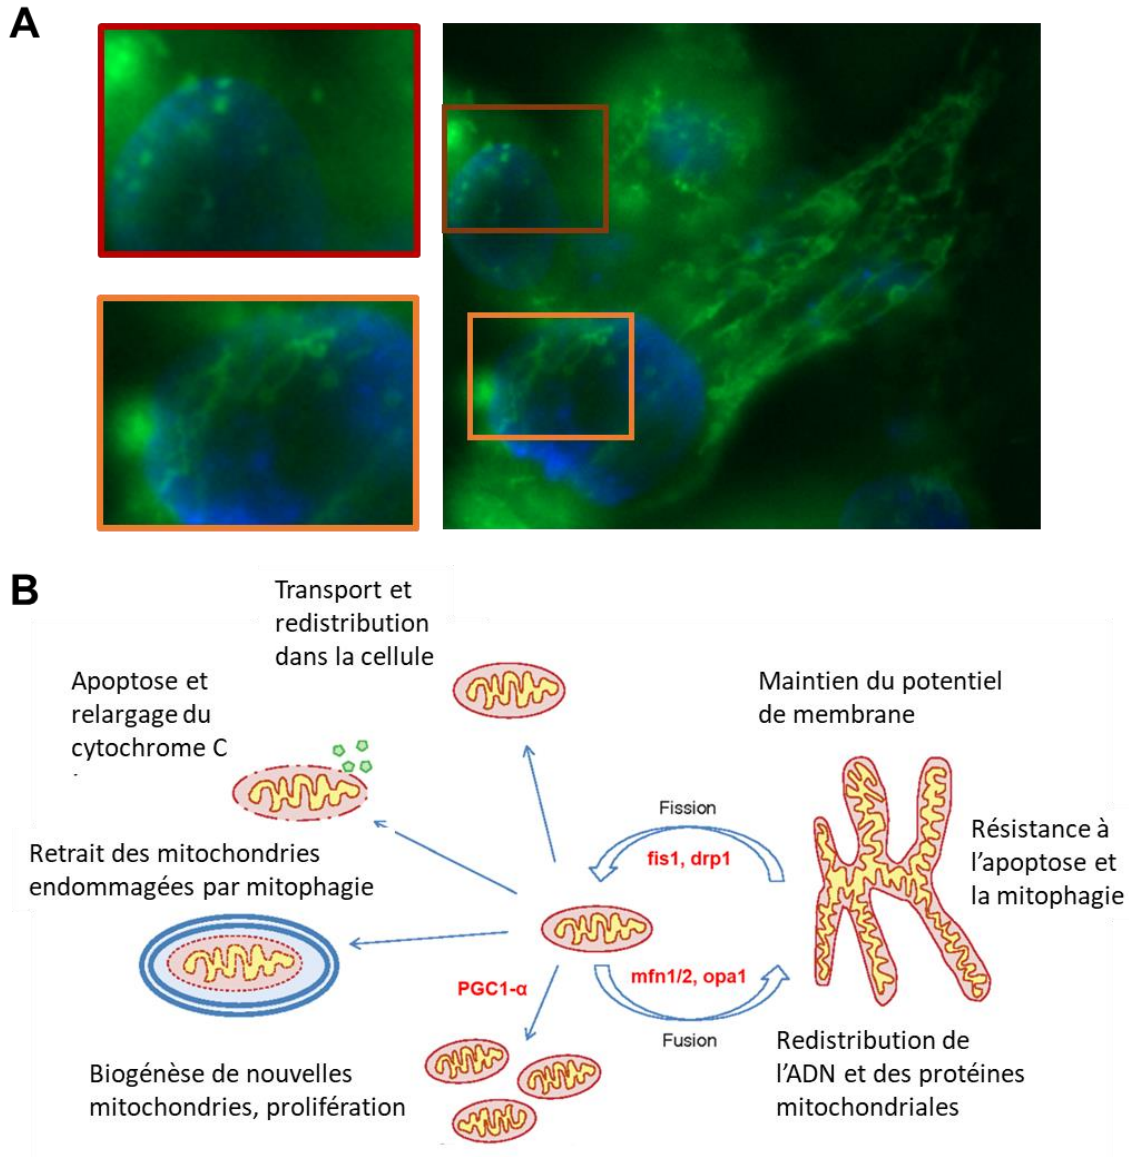 A
B
Transport et
redistribution
dans la cellule
Apoptose et
relargage du
cytochrome C
Maintien du potentiel
de membrane
Fission
fis1, drp1
Résistance à
l'apoptose et
la mitophagie
Retrait des mitochondries
endommagées par mitophagie
PGC1-α
mfn1/2, opa1
Fusion
Redistribution de
l'ADN et des protéines
mitochondriales
Biogénèse de nouvelles
mitochondries, prolifération